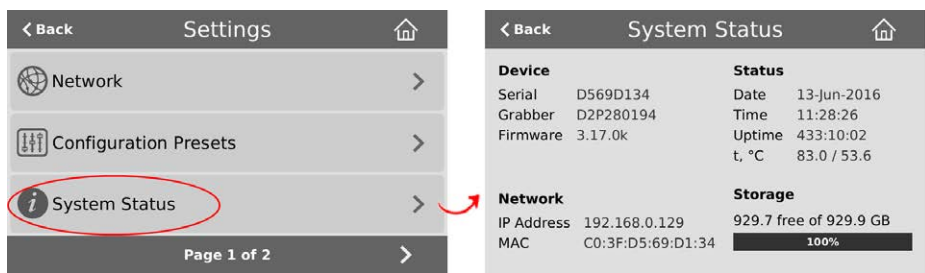 Back Settings
Network
Configuration Presets
System Status
Page 1 of 2
Back System Status
Device
Serial D569D134
Grabber D2P280194
Firmware 3.17.0k
Status
Date 13-Jun-2016
Time 11:28:26
Uptime 433:10:02
t, °C 83.0 / 53.6
Network
IP Address 192.168.0.129
MAC C0:3F:D5:69:D1:34
Storage
929.7 free of 929.9 GB
100%